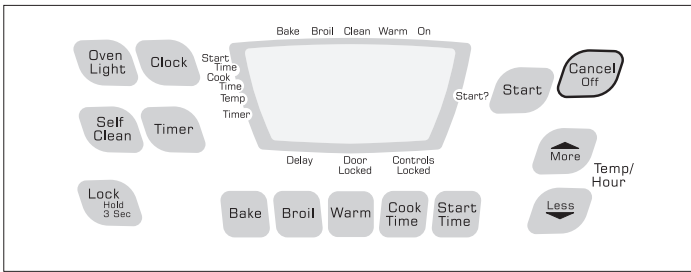 Bake Broil Clean Warm On
Oven
Light
Clock
Start
Time
Cook
Time
Temp
Timer
Start?
Start
Cancel
Off
Self
Clean
Timer
More
Temp/
Hour
Less
Delay
Door
Locked
Controls
Locked
Lock
Hold
3 Sec
Bake
Broil
Warm
Cook
Time
Start
Time